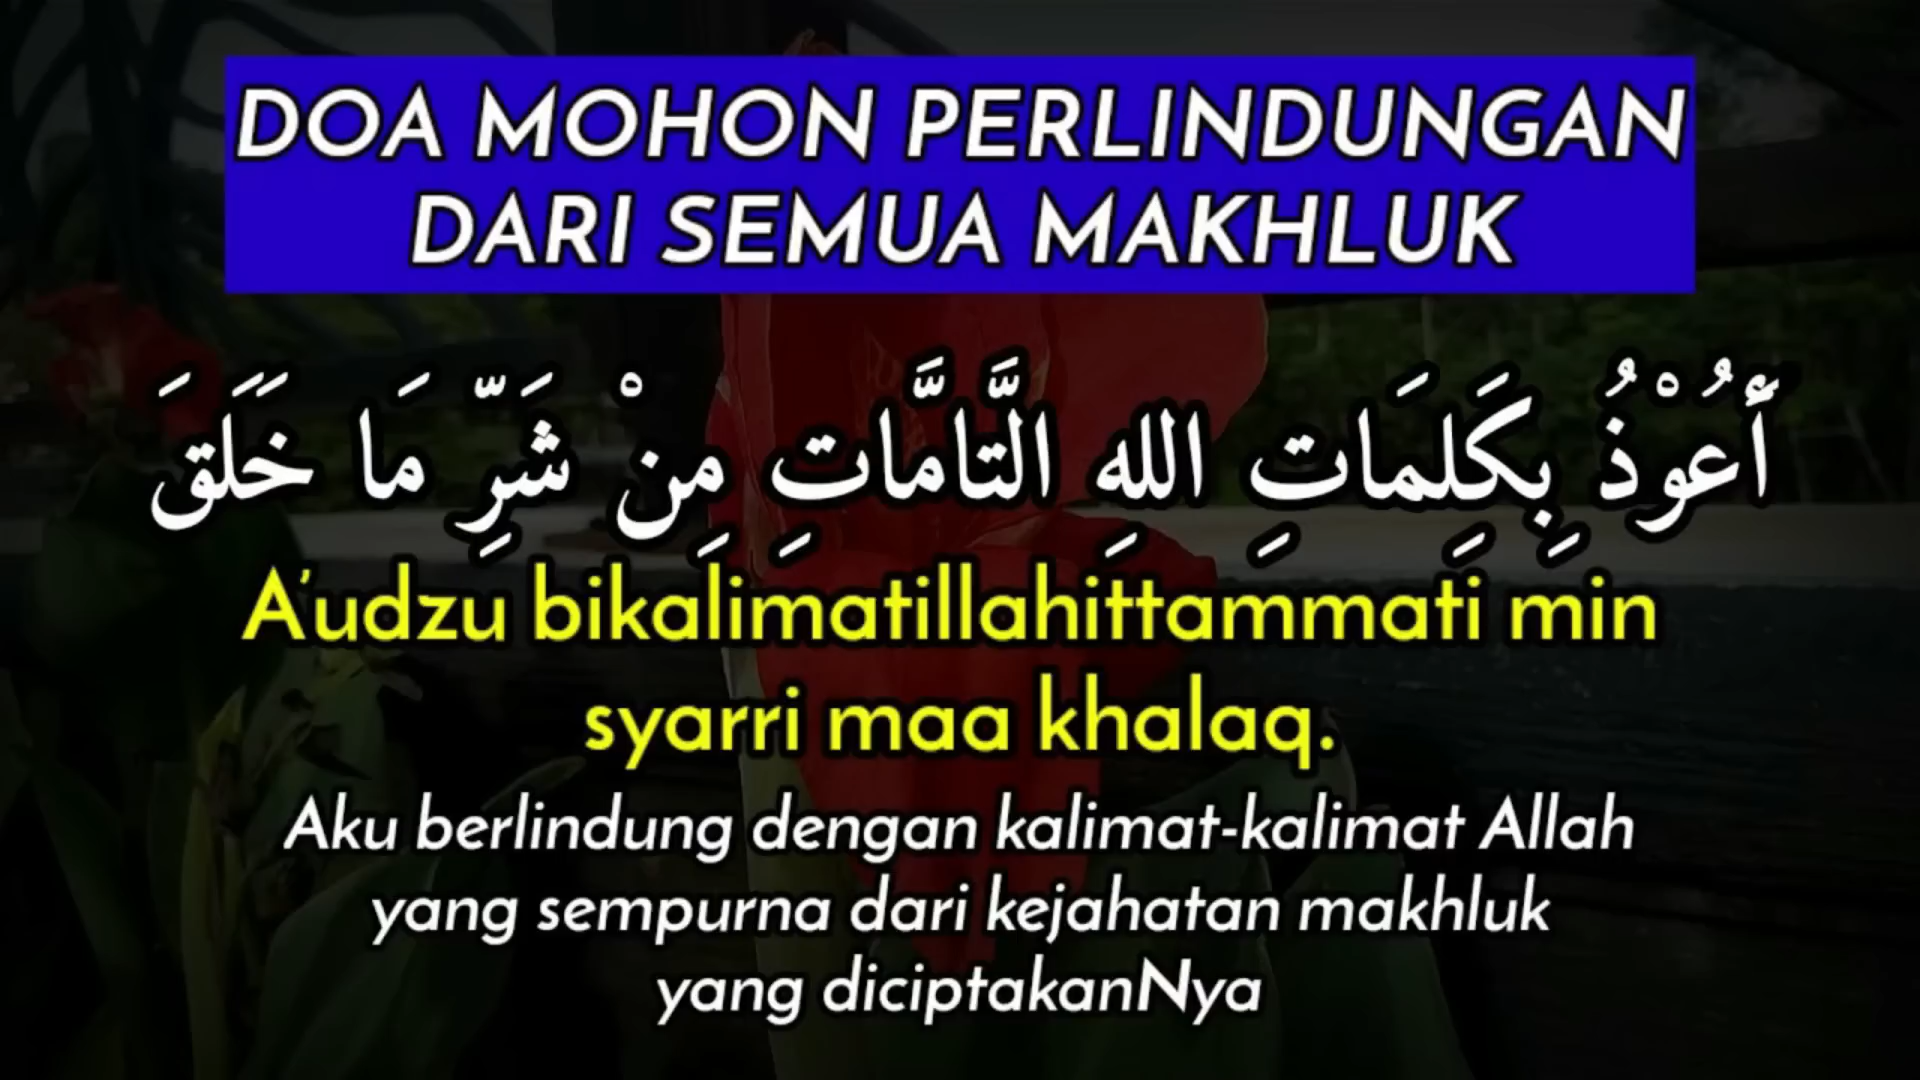 DOA MOHON PERLINDUNGAN
DARI SEMUA MAKHLUK
أَعُوْذُ بِكَلِمَاتِ اللهِ التَّامَّاتِ مِنْ شَرِّ مَا خَلَقَ
A'udzu bikalimatillahittammati min
syarri maa khalaq.
Aku berlindung dengan kalimat-kalimat Allah
yang sempurna dari kejahatan makhluk
yang diciptakanNya